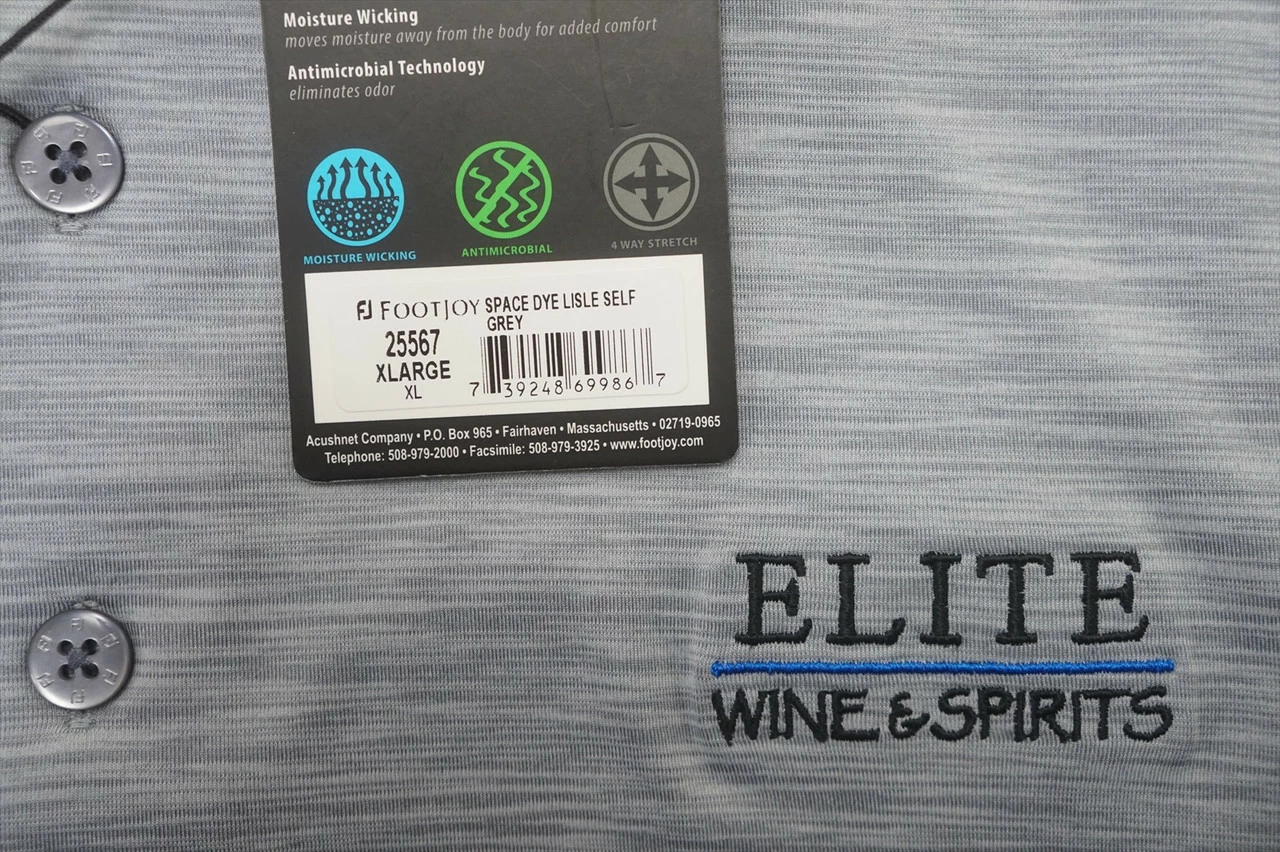 Moisture Wicking
moves moisture away from the body for added comfort
Antimicrobial Technology
eliminates odor
MOISTURE WICKING
ANTIMICROBIAL
4 WAY STRETCH
FJ FOOTJOY SPACE DYE LISLE SELF
GREY
25567
XLARGE
XL
7 39248 69986 7
Acushnet Company • P.O. Box 965 • Fairhaven • Massachusetts • 02719-0965
Telephone: 508-979-2000 • Facsimile: 508-979-3925 • www.footjoy.com
ELITE
WINE & SPIRITS